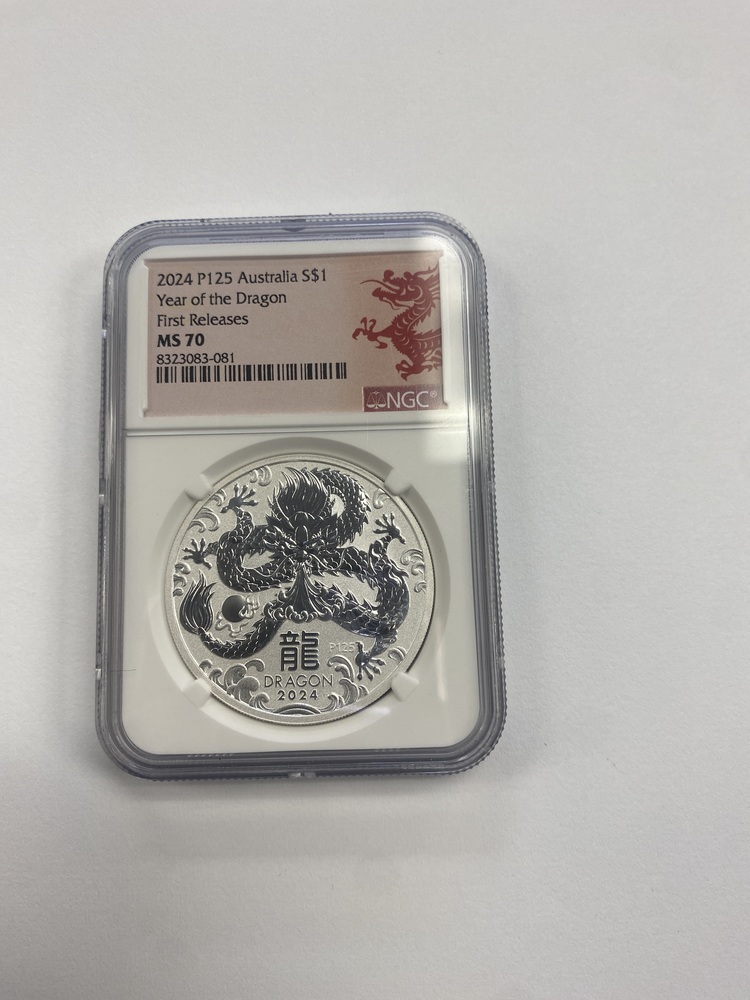 2024 P125 Australia S$1
Year of the Dragon
First Releases
MS 70
8323083-081
NGC®
龍
P125
DRAGON
2024